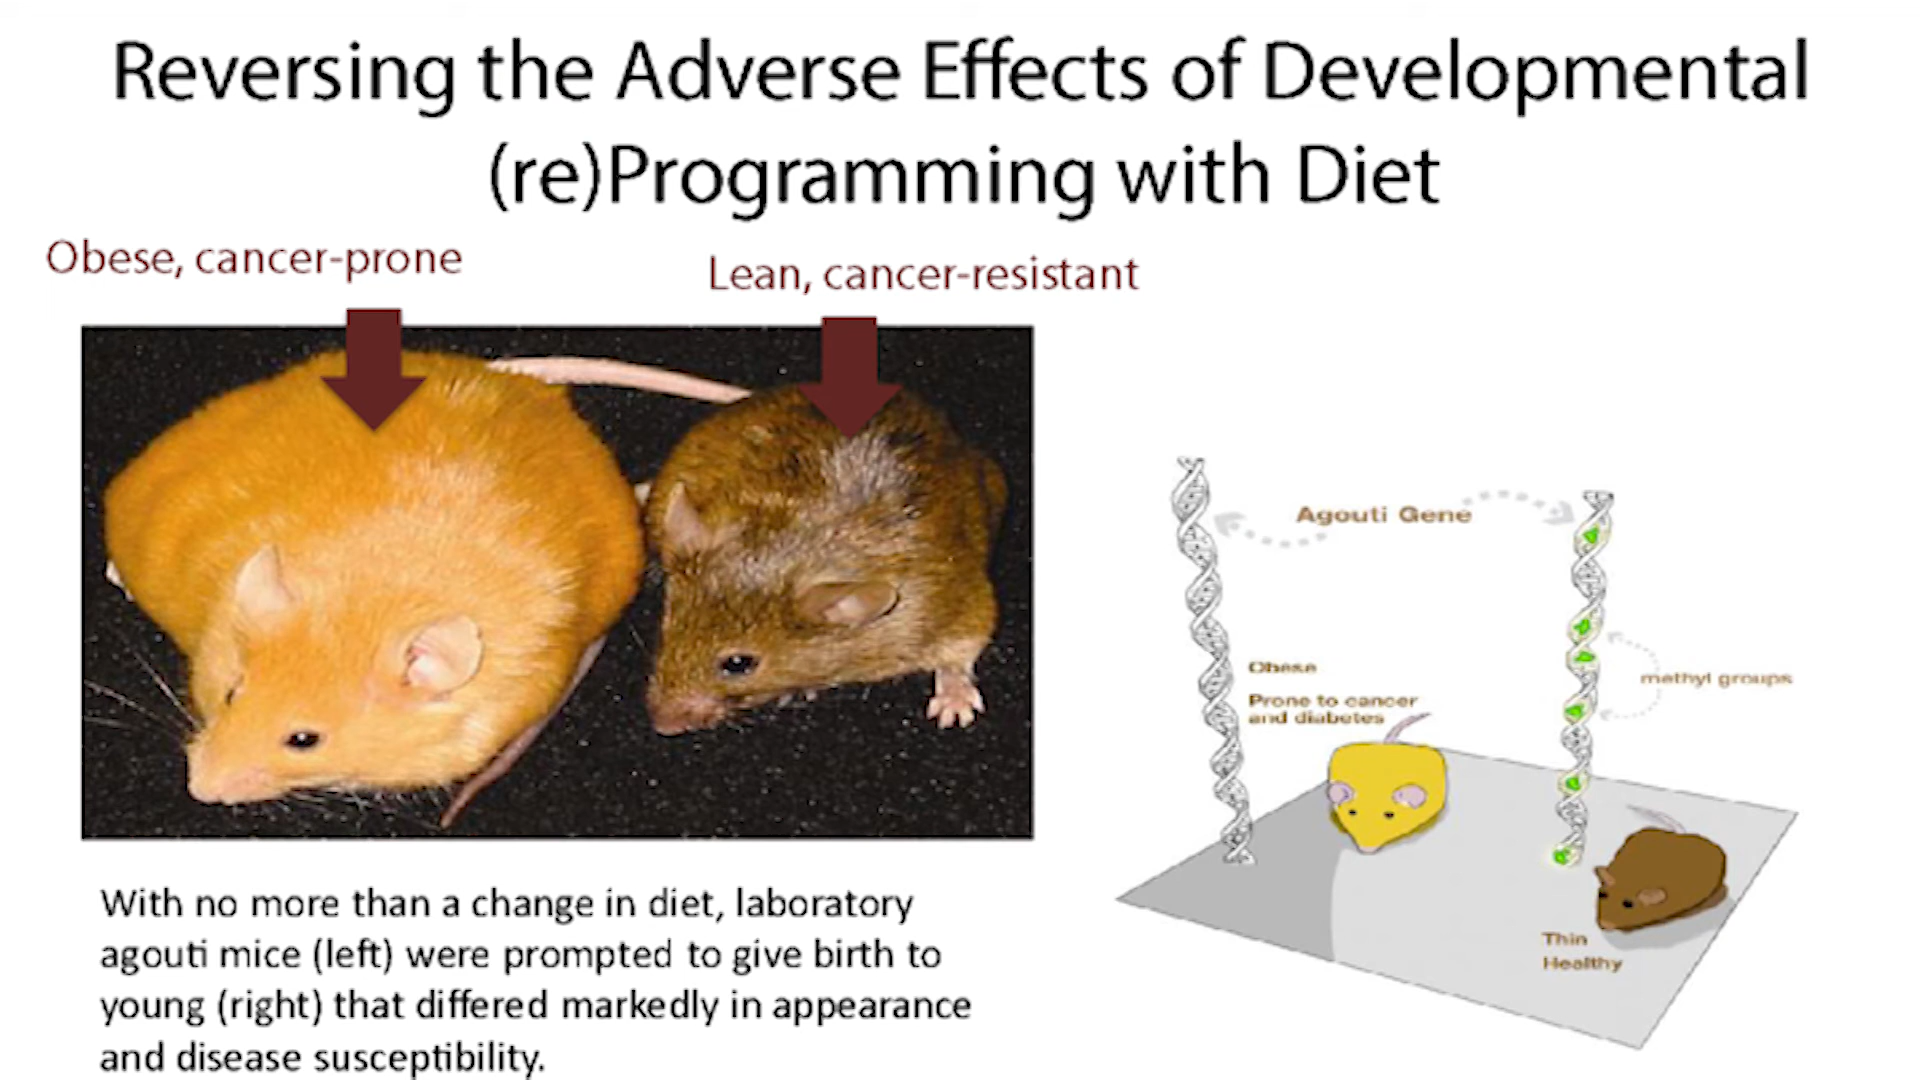 Reversing the Adverse Effects of Developmental
(re)Programming with Diet
Obese, cancer-prone
Lean, cancer-resistant
Agouti Gene
Obese
Prone to cancer
and diabetes
methyl groups
Thin
Healthy
With no more than a change in diet, laboratory
agouti mice (left) were prompted to give birth to
young (right) that differed markedly in appearance
and disease susceptibility.